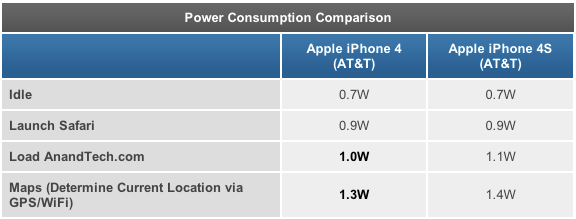 Power Consumption Comparison
Apple iPhone 4 Apple iPhone 4S
(AT&T) (AT&T)
Idle 0.7W 0.7W
Launch Safari 0.9W 0.9W
Load AnandTech.com 1.0W 1.1W
Maps (Determine Current Location via
GPS/WiFi) 1.3W 1.4W